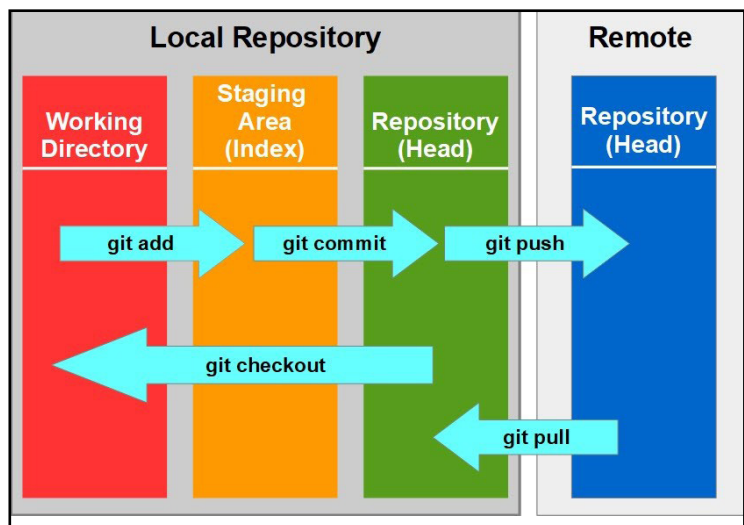 Local Repository
Remote
Working
Directory
Staging
Area
(Index)
Repository
(Head)
Repository
(Head)
git add
git commit
git push
git checkout
git pull